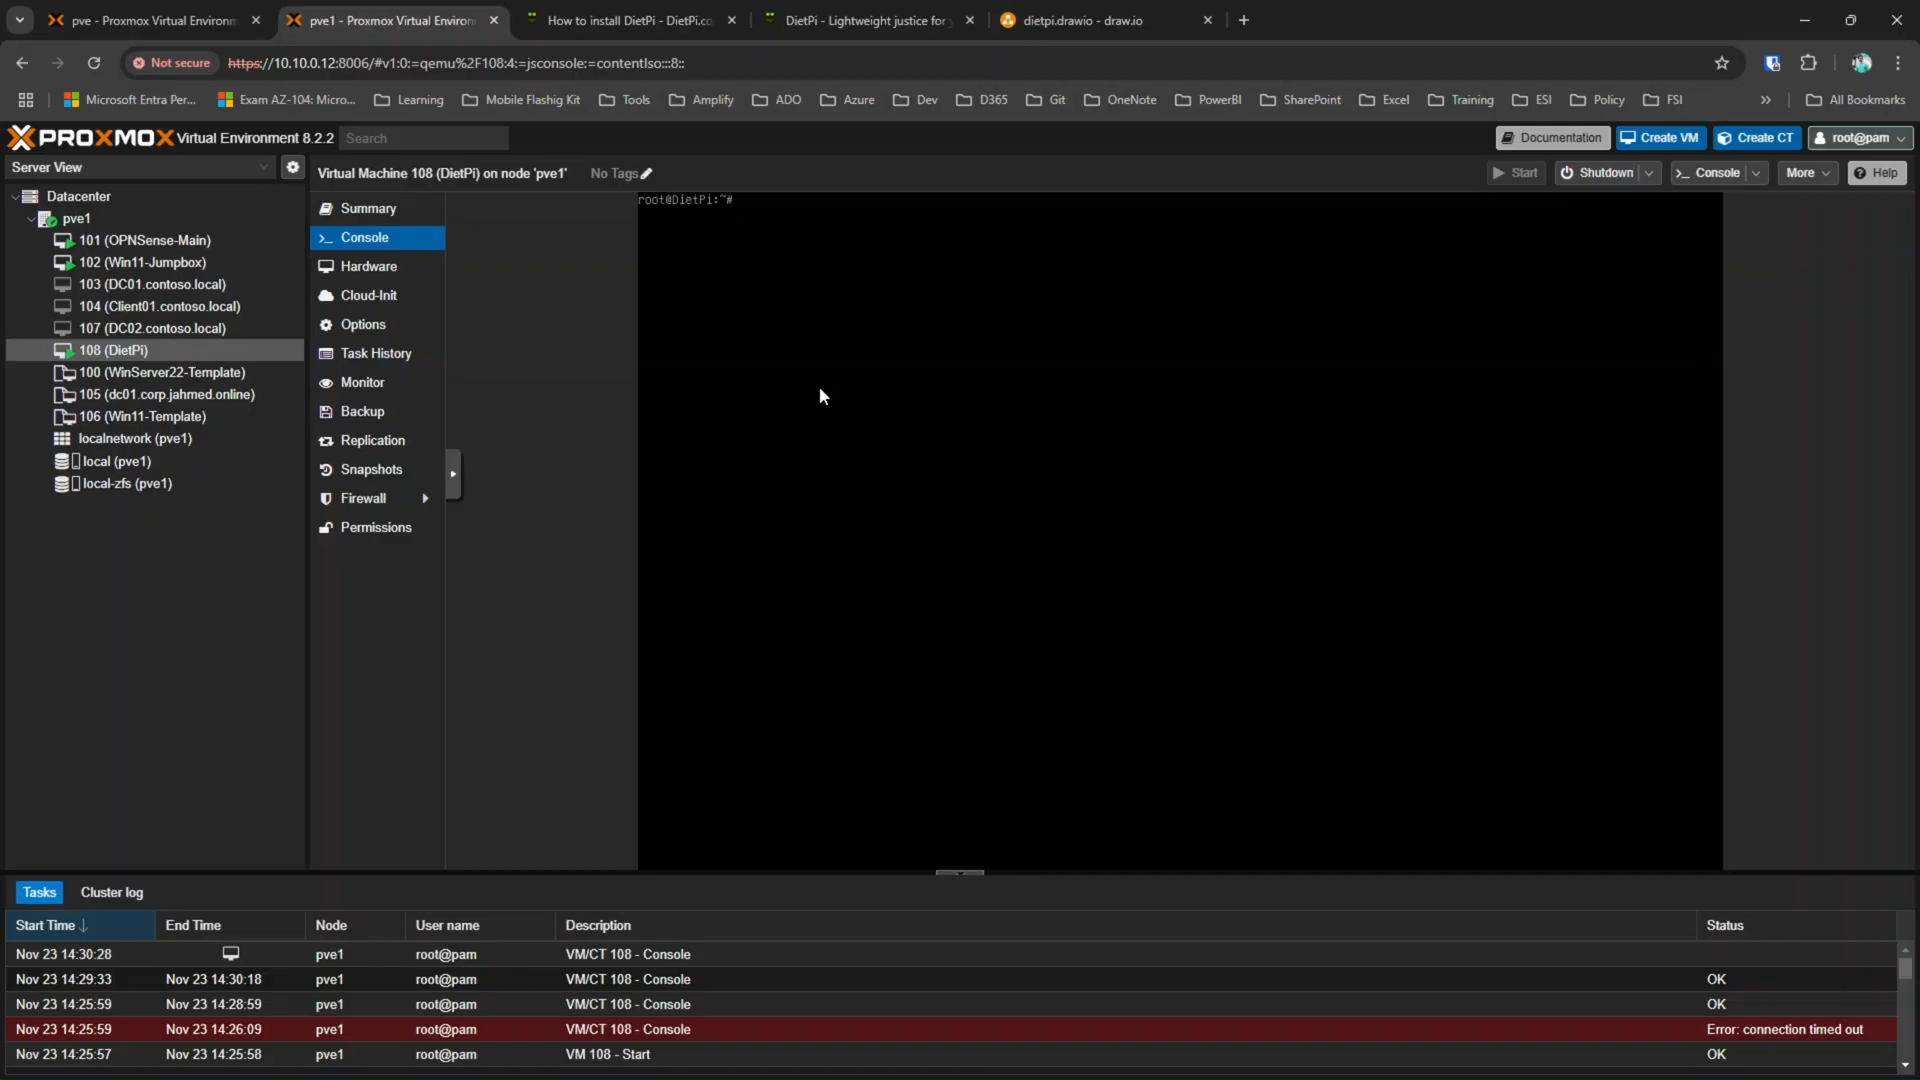 pve - Proxmox Virtual Environm
pve1 - Proxmox Virtual Environ
How to install DietPi - DietPi.co
DietPi - Lightweight justice for
dietpi.drawio - draw.io
Not secure
https://10.10.0.12:8006/#v1:0:=qemu%2F108:4:=jsconsole:=contentIso:::8::
Microsoft Entra Per...
Exam AZ-104: Micro...
Learning
Mobile Flashig Kit
Tools
Amplify
ADO
Azure
Dev
D365
Git
OneNote
PowerBI
SharePoint
Excel
Training
ESI
Policy
FSI
All Bookmarks
PROXMOX Virtual Environment 8.2.2
Search
Documentation
Create VM
Create CT
root@pam
Server View
Virtual Machine 108 (DietPi) on node 'pve1'
No Tags
Start
Shutdown
Console
More
Help
Datacenter
pve1
101 (OPNSense-Main)
102 (Win11-Jumpbox)
103 (DC01.contoso.local)
104 (Client01.contoso.local)
107 (DC02.contoso.local)
108 (DietPi)
100 (WinServer22-Template)
105 (dc01.corp.jahmed.online)
106 (Win11-Template)
localnetwork (pve1)
local (pve1)
local-zfs (pve1)
Summary
Console
Hardware
Cloud-Init
Options
Task History
Monitor
Backup
Replication
Snapshots
Firewall
Permissions
root@DietPi:~#
Tasks
Cluster log
Start Time
End Time
Node
User name
Description
Status
Nov 23 14:30:28 pve1 root@pam VM/CT 108 - Console
Nov 23 14:29:33 Nov 23 14:30:18 pve1 root@pam VM/CT 108 - Console OK
Nov 23 14:25:59 Nov 23 14:28:59 pve1 root@pam VM/CT 108 - Console OK
Nov 23 14:25:59 Nov 23 14:26:09 pve1 root@pam VM/CT 108 - Console Error: connection timed out
Nov 23 14:25:57 Nov 23 14:25:58 pve1 root@pam VM 108 - Start OK